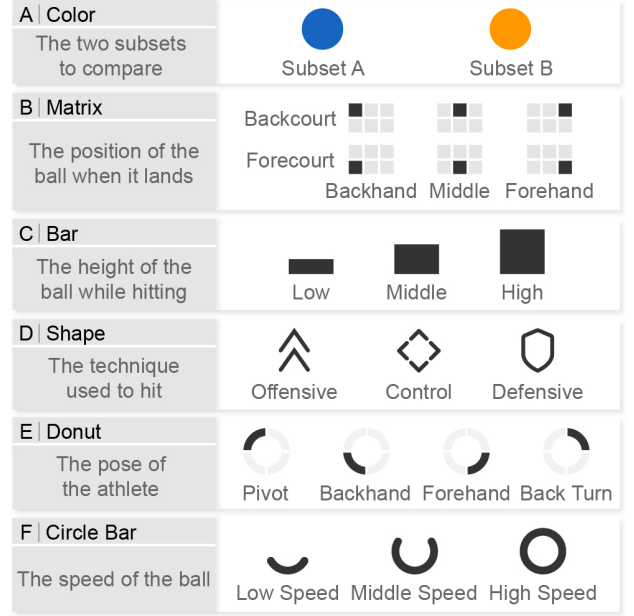 A | Color
The two subsets
to compare
Subset A
Subset B
B | Matrix
The position of the
ball when it lands
Backcourt
Forecourt
Backhand Middle Forehand
C | Bar
The height of the
ball while hitting
Low Middle High
D | Shape
The technique
used to hit
Offensive Control Defensive
E | Donut
The pose of
the athlete
Pivot Backhand Forehand Back Turn
F | Circle Bar
The speed of the ball
Low Speed Middle Speed High Speed